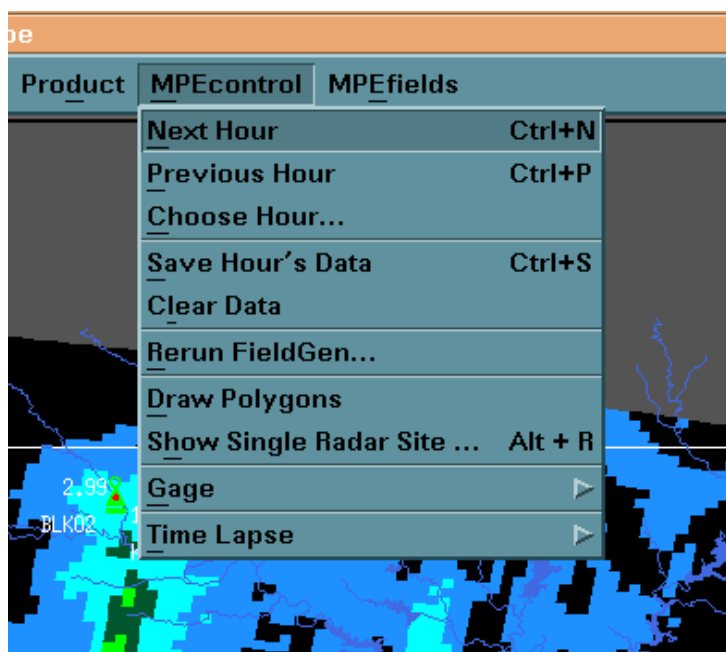 pe
Product MPEcontrol MPEfields
Next Hour Ctrl+N
Previous Hour Ctrl+P
Choose Hour...
Save Hour's Data Ctrl+S
Clear Data
Rerun FieldGen...
Draw Polygons
Show Single Radar Site ... Alt + R
Gage
Time Lapse
2.99
BLKO2